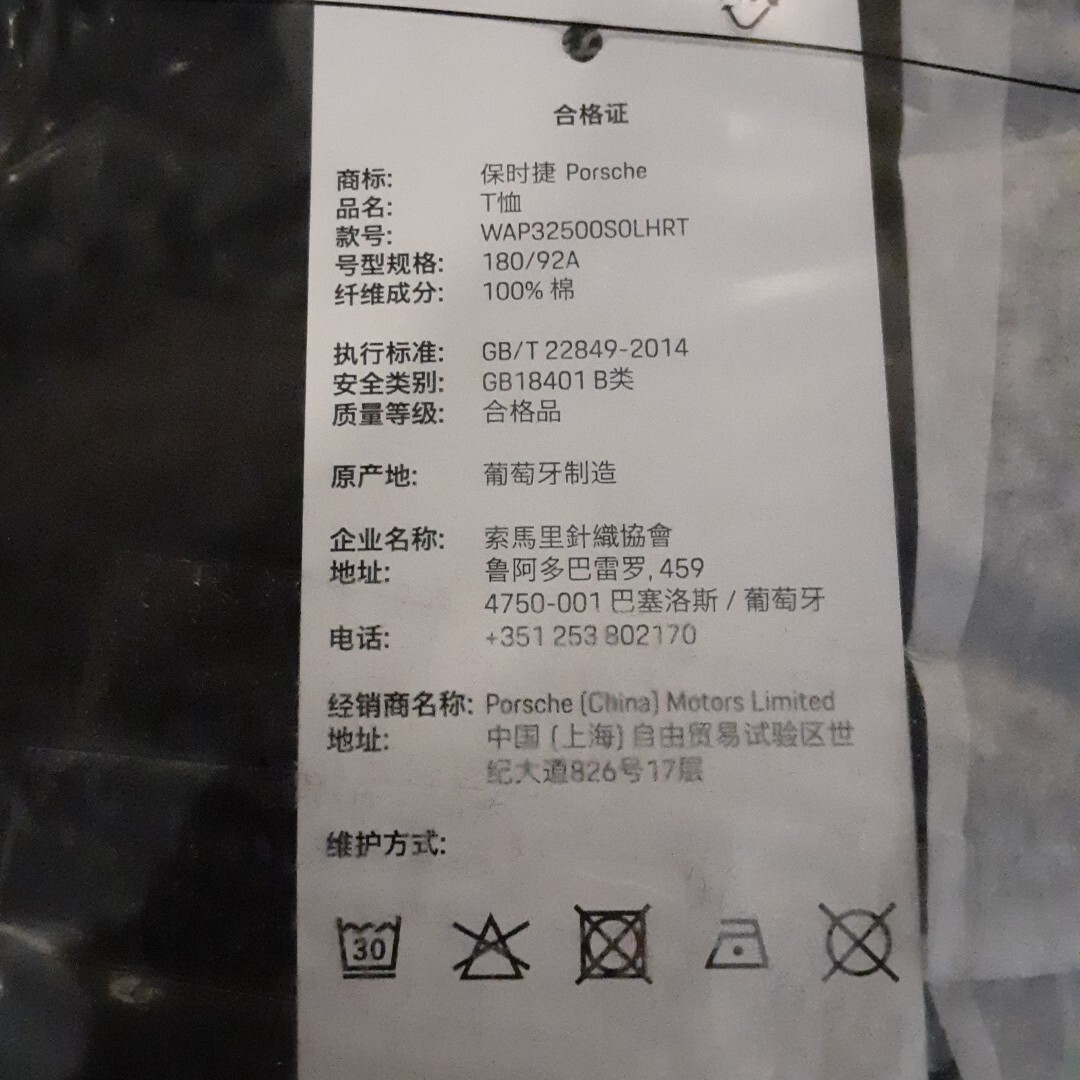 合格证
商标: 保时捷 Porsche
品名: T恤
款号: WAP32500S0LHRT
号型规格: 180/92A
纤维成分: 100% 棉
执行标准: GB/T 22849-2014
安全类别: GB18401 B类
质量等级: 合格品
原产地: 葡萄牙制造
企业名称: 索馬里針織協會
地址: 鲁阿多巴雷罗, 459
4750-001 巴塞洛斯 / 葡萄牙
电话: +351 253 802170
经销商名称: Porsche (China) Motors Limited
地址: 中国 (上海) 自由贸易试验区世
纪大道826号17层
维护方式:
30